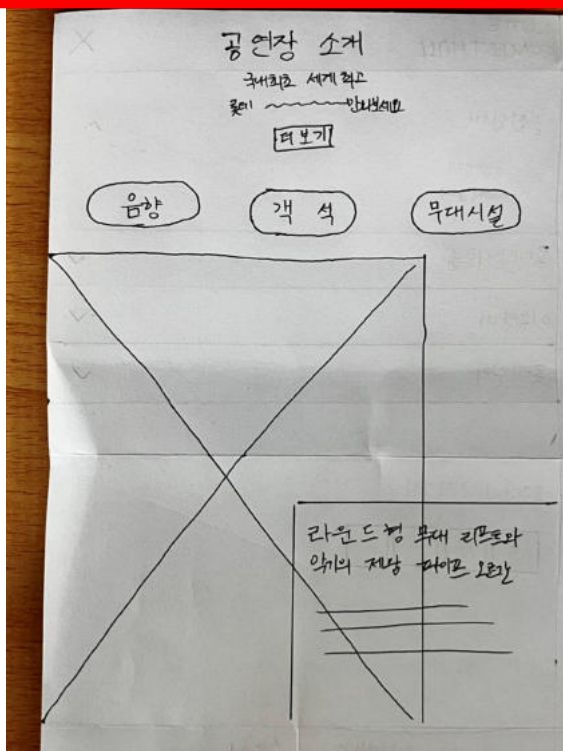 공연장 소개
국내최초 세계최고
롯데 만나보세요
더보기
음향
객석
무대시설
라운드형 무대 리프트와
악기의 제왕 파이프 오르간